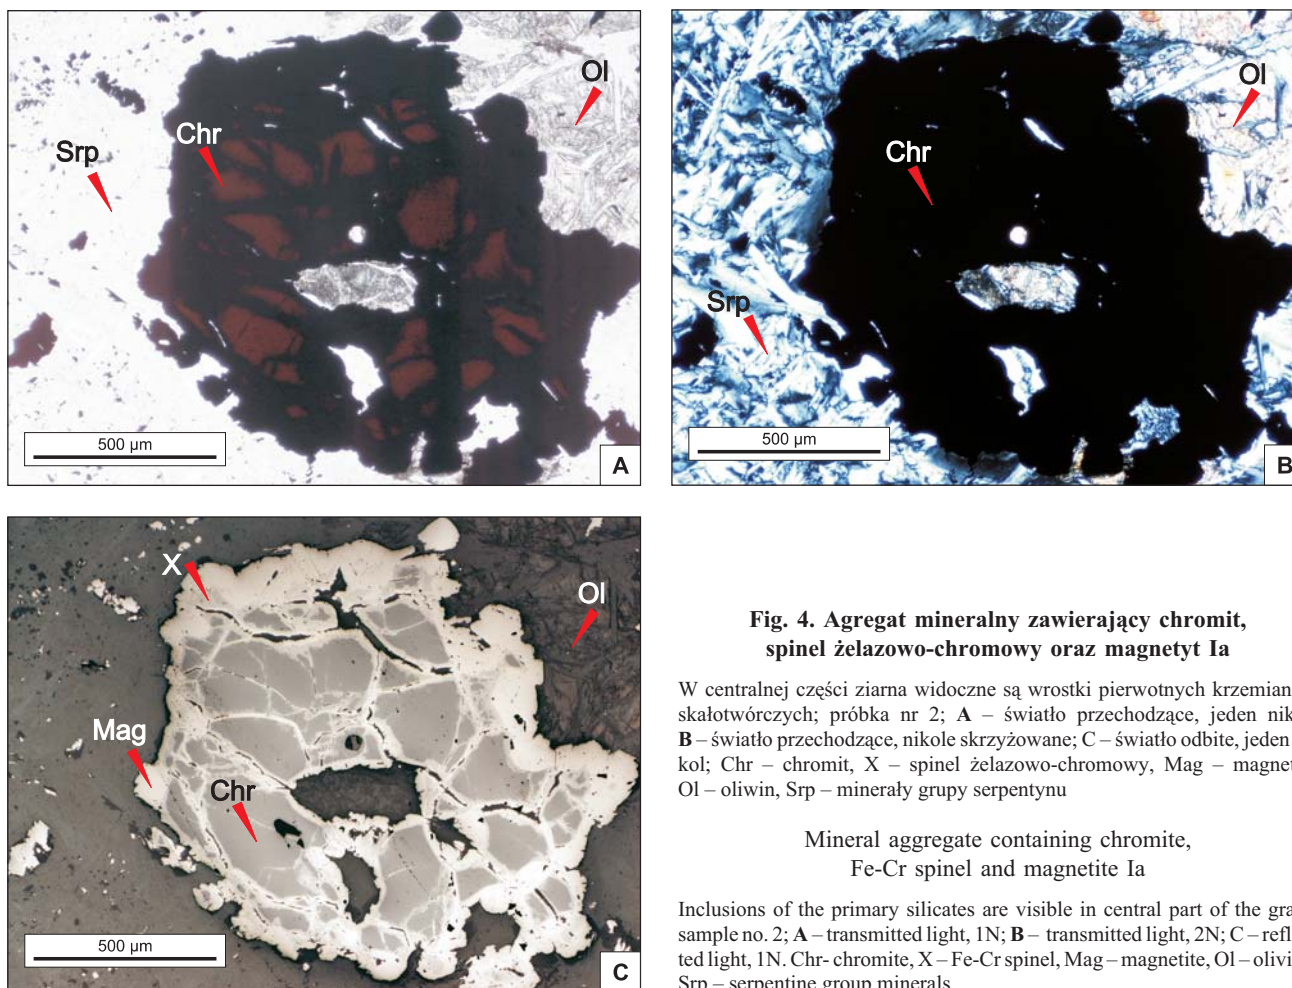 Ol
Chr
Srp
500 µm
A
Ol
Chr
Srp
500 µm
B
X
Ol
Mag
Chr
500 µm
C
Fig. 4. Agregat mineralny zawierający chromit,
spinel żelazowo-chromowy oraz magnetyt Ia
W centralnej części ziarna widoczne są wrostki pierwotnych krzemian
skałotwórczych; próbka nr 2; A – światło przechodzące, jeden nik
B – światło przechodzące, nikole skrzyżowane; C – światło odbite, jeden
kol; Chr – chromit, X – spinel żelazowo-chromowy, Mag – magnet
Ol – oliwin, Srp – minerały grupy serpentynu
Mineral aggregate containing chromite,
Fe-Cr spinel and magnetite Ia
Inclusions of the primary silicates are visible in central part of the gra
sample no. 2; A – transmitted light, 1N; B – transmitted light, 2N; C – refl
ted light, 1N. Chr- chromite, X – Fe-Cr spinel, Mag – magnetite, Ol – olivi
Srp – serpentine group minerals